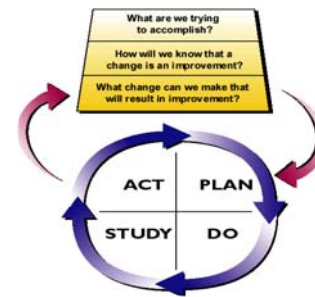 What are we trying
to accomplish?
How will we know that a
change is an improvement?
What change can we make that
will result in improvement?
ACT PLAN
STUDY DO